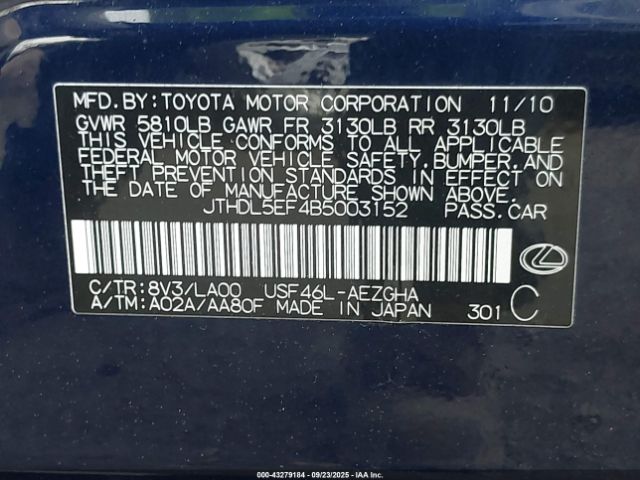 MFD. BY: TOYOTA MOTOR CORPORATION 11/10
GVWR 5810LB GAWR FR 3130LB RR 3130LB
THIS VEHICLE CONFORMS TO ALL APPLICABLE
FEDERAL MOTOR VEHICLE SAFETY, BUMPER, AND
THEFT PREVENTION STANDARDS IN EFFECT ON
THE DATE OF MANUFACTURE SHOWN ABOVE.
JTHDL5EF4B5003152 PASS. CAR
C/TR: 8V3/LA00 USF46L-AEZGHA
A/TM: A02A/AA80F MADE IN JAPAN 301 C
000-43279184 - 09/23/2025 - IAAI.COM